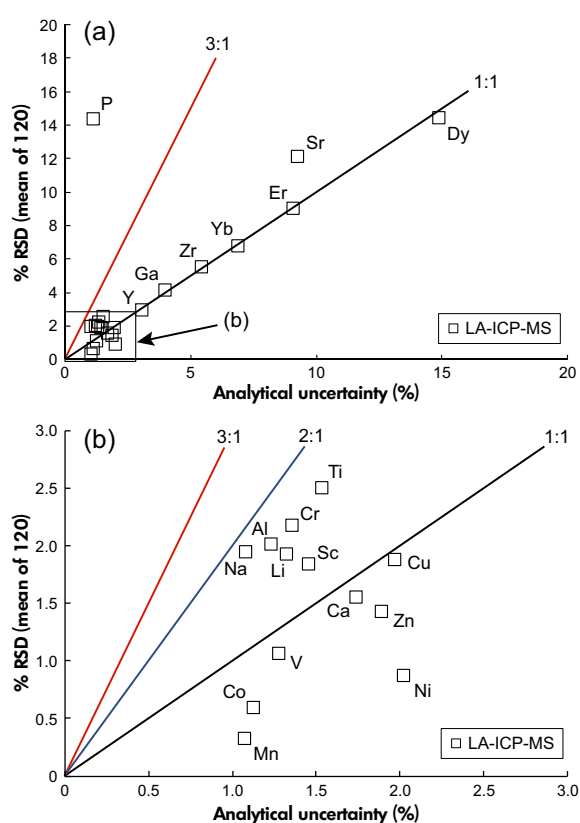 (a)
3:1
1:1
P
Sr
Dy
Er
Yb
Zr
Ga
Y
(b)
LA-ICP-MS
% RSD (mean of 120)
20
18
16
14
12
10
8
6
4
2
0
0 5 10 15 20
Analytical uncertainty (%)
(b)
3:1
2:1
1:1
Ti
Cr
Al
Na
Li
Sc
Cu
Ca
Zn
V
Ni
Co
Mn
LA-ICP-MS
% RSD (mean of 120)
3.0
2.5
2.0
1.5
1.0
0.5
0
0 0.5 1.0 1.5 2.0 2.5 3.0
Analytical uncertainty (%)